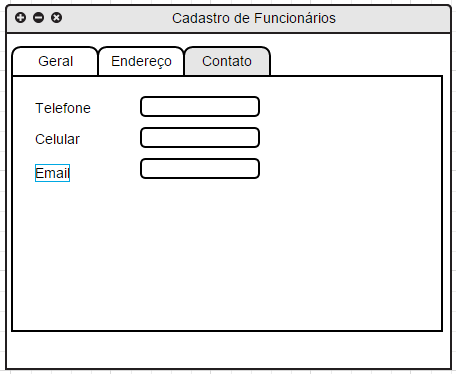 Cadastro de Funcionários
Geral Endereço Contato
Telefone
Celular
Email